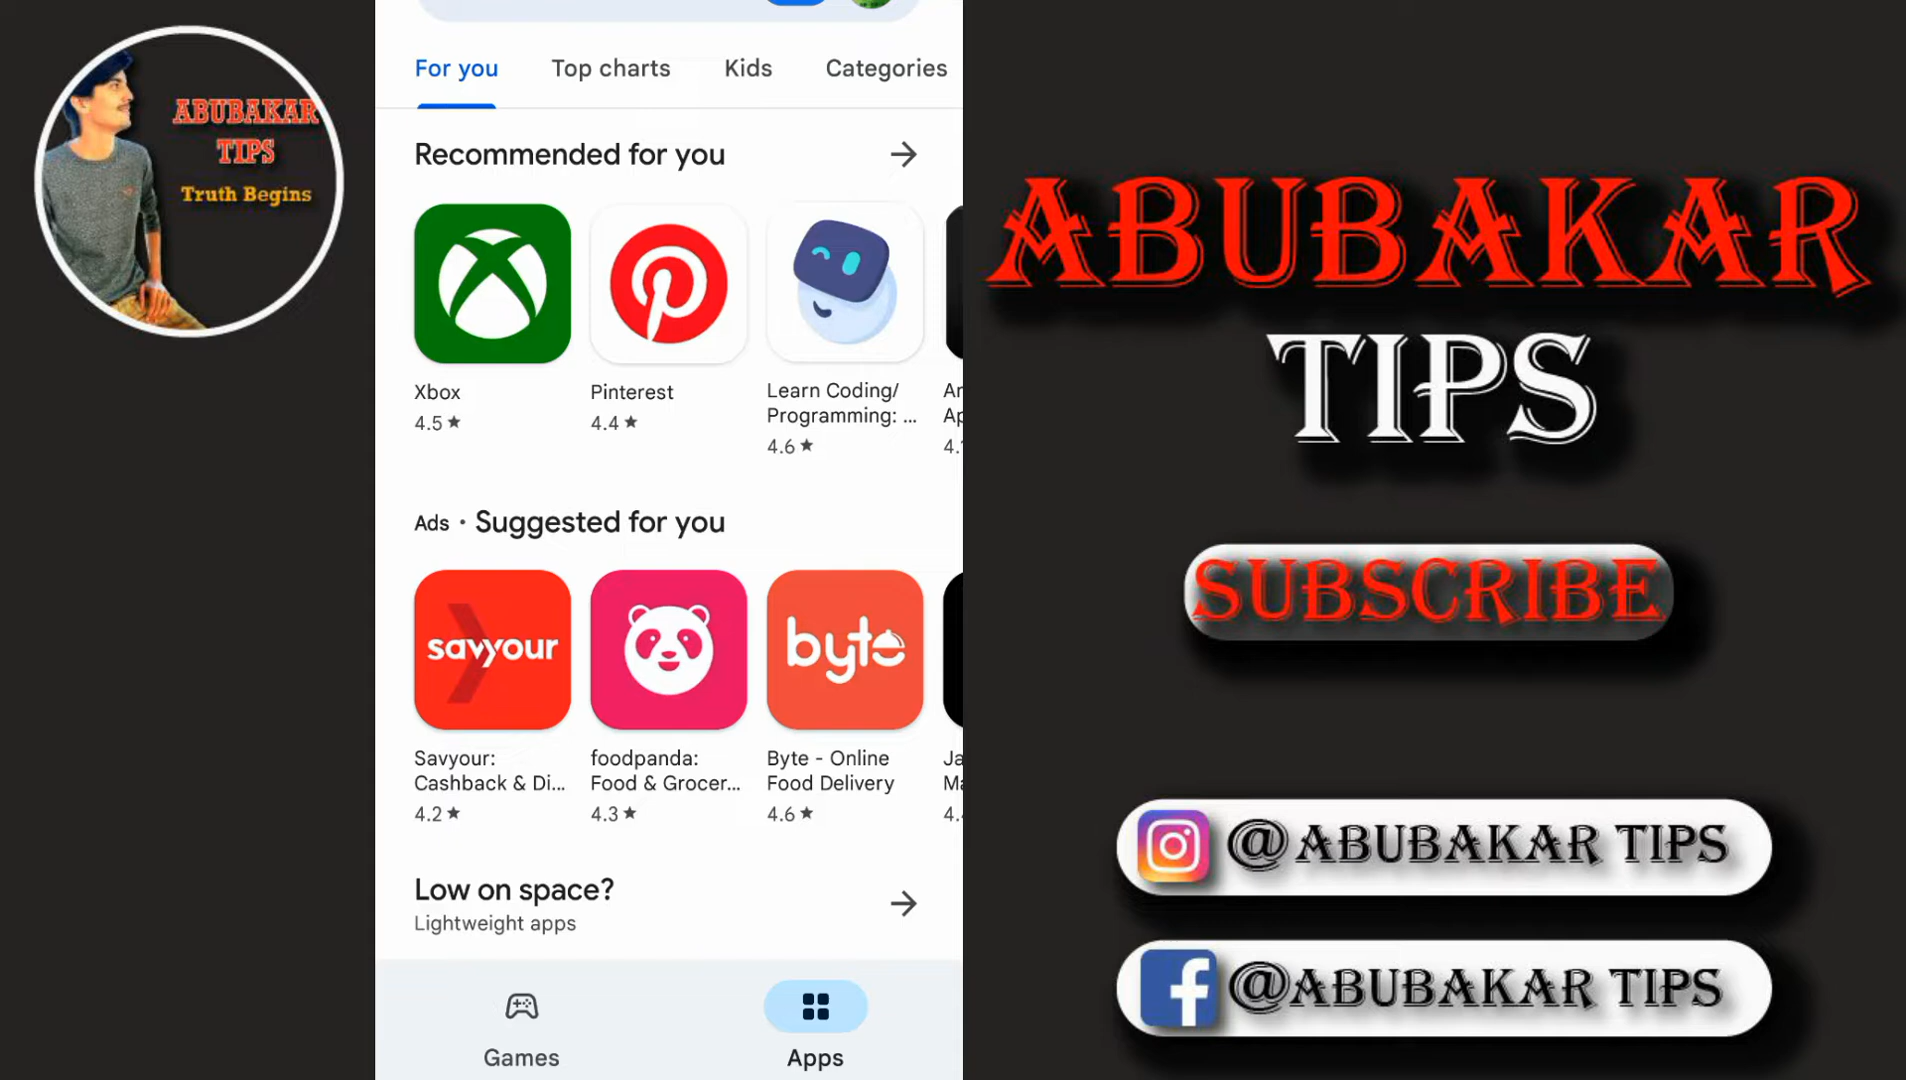 ABUBAKAR
TIPS
Truth Begins
For you
Top charts
Kids
Categories
Recommended for you
Xbox
4.5 ★
Pinterest
4.4 ★
Learn Coding/
Programming: ...
4.6 ★
Ar
Ap
Ads • Suggested for you
savyour
byte
Savyour:
Cashback & Di...
4.2 ★
foodpanda:
Food & Grocer...
4.3 ★
Byte - Online
Food Delivery
4.6 ★
Ja
Low on space?
Lightweight apps
Games
Apps
ABUBAKAR
TIPS
SUBSCRIBE
@ABUBAKAR TIPS
@ABUBAKAR TIPS